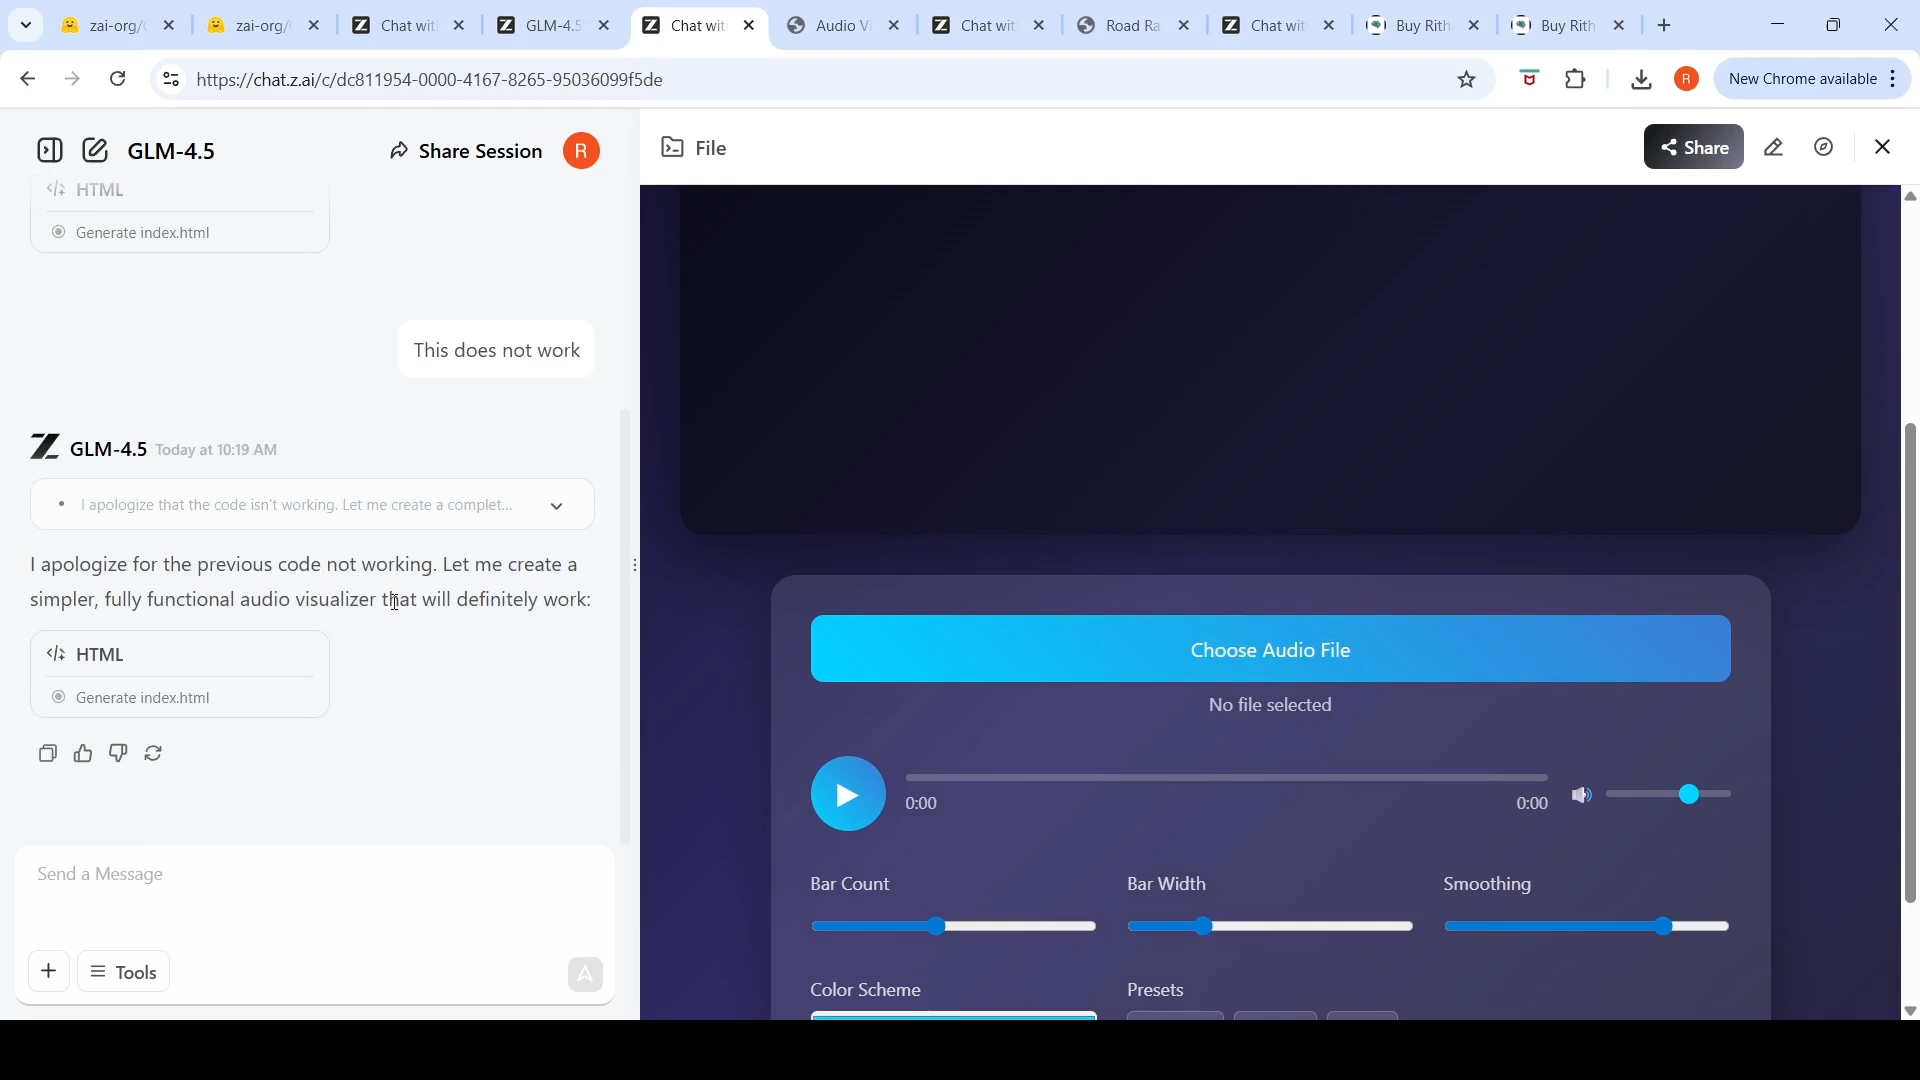 zai-org/
zai-org/
Chat wit
GLM-4.5
Chat wit
Audio Vi
Chat wit
Road Ra
Chat wit
Buy Rith
Buy Rith
https://chat.z.ai/c/dc811954-0000-4167-8265-95036099f5de
R
New Chrome available
GLM-4.5
Share Session
R
HTML
Generate index.html
This does not work
GLM-4.5 Today at 10:19 AM
I apologize that the code isn't working. Let me create a complet...
I apologize for the previous code not working. Let me create a
simpler, fully functional audio visualizer that will definitely work:
HTML
Generate index.html
Send a Message
Tools
File
Share
Choose Audio File
No file selected
0:00
0:00
Bar Count
Bar Width
Smoothing
Color Scheme
Presets